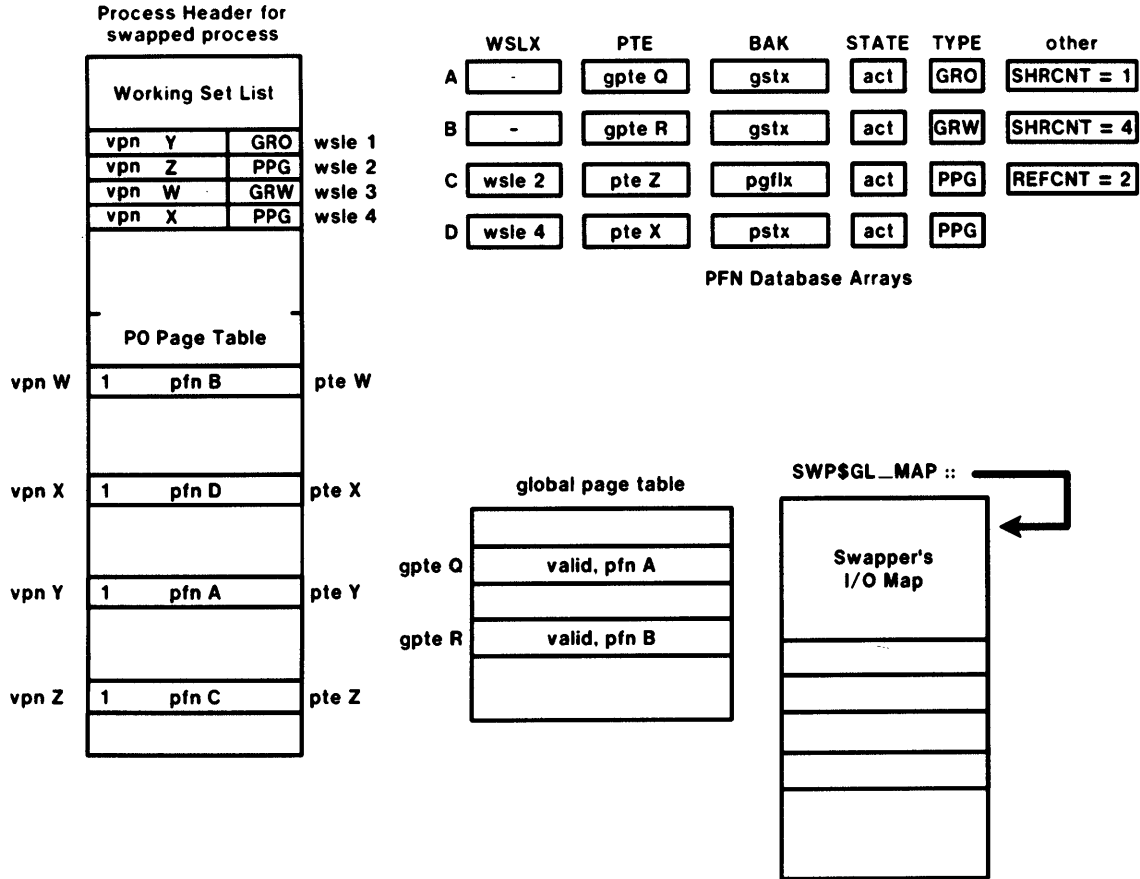 Process Header for
swapped process
Working Set List
vpn Y GRO wsle 1
vpn Z PPG wsle 2
vpn W GRW wsle 3
vpn X PPG wsle 4
PO Page Table
vpn W 1 pfn B pte W
vpn X 1 pfn D pte X
vpn Y 1 pfn A pte Y
vpn Z 1 pfn C pte Z
WSLX PTE BAK STATE TYPE other
A - gpte Q gstx act GRO SHRCNT = 1
B - gpte R gstx act GRW SHRCNT = 4
C wsle 2 pte Z pgflx act PPG REFCNT = 2
D wsle 4 pte X pstx act PPG
PFN Database Arrays
global page table
gpte Q valid, pfn A
gpte R valid, pfn B
SWP$GL_MAP ::
Swapper's
I/O Map